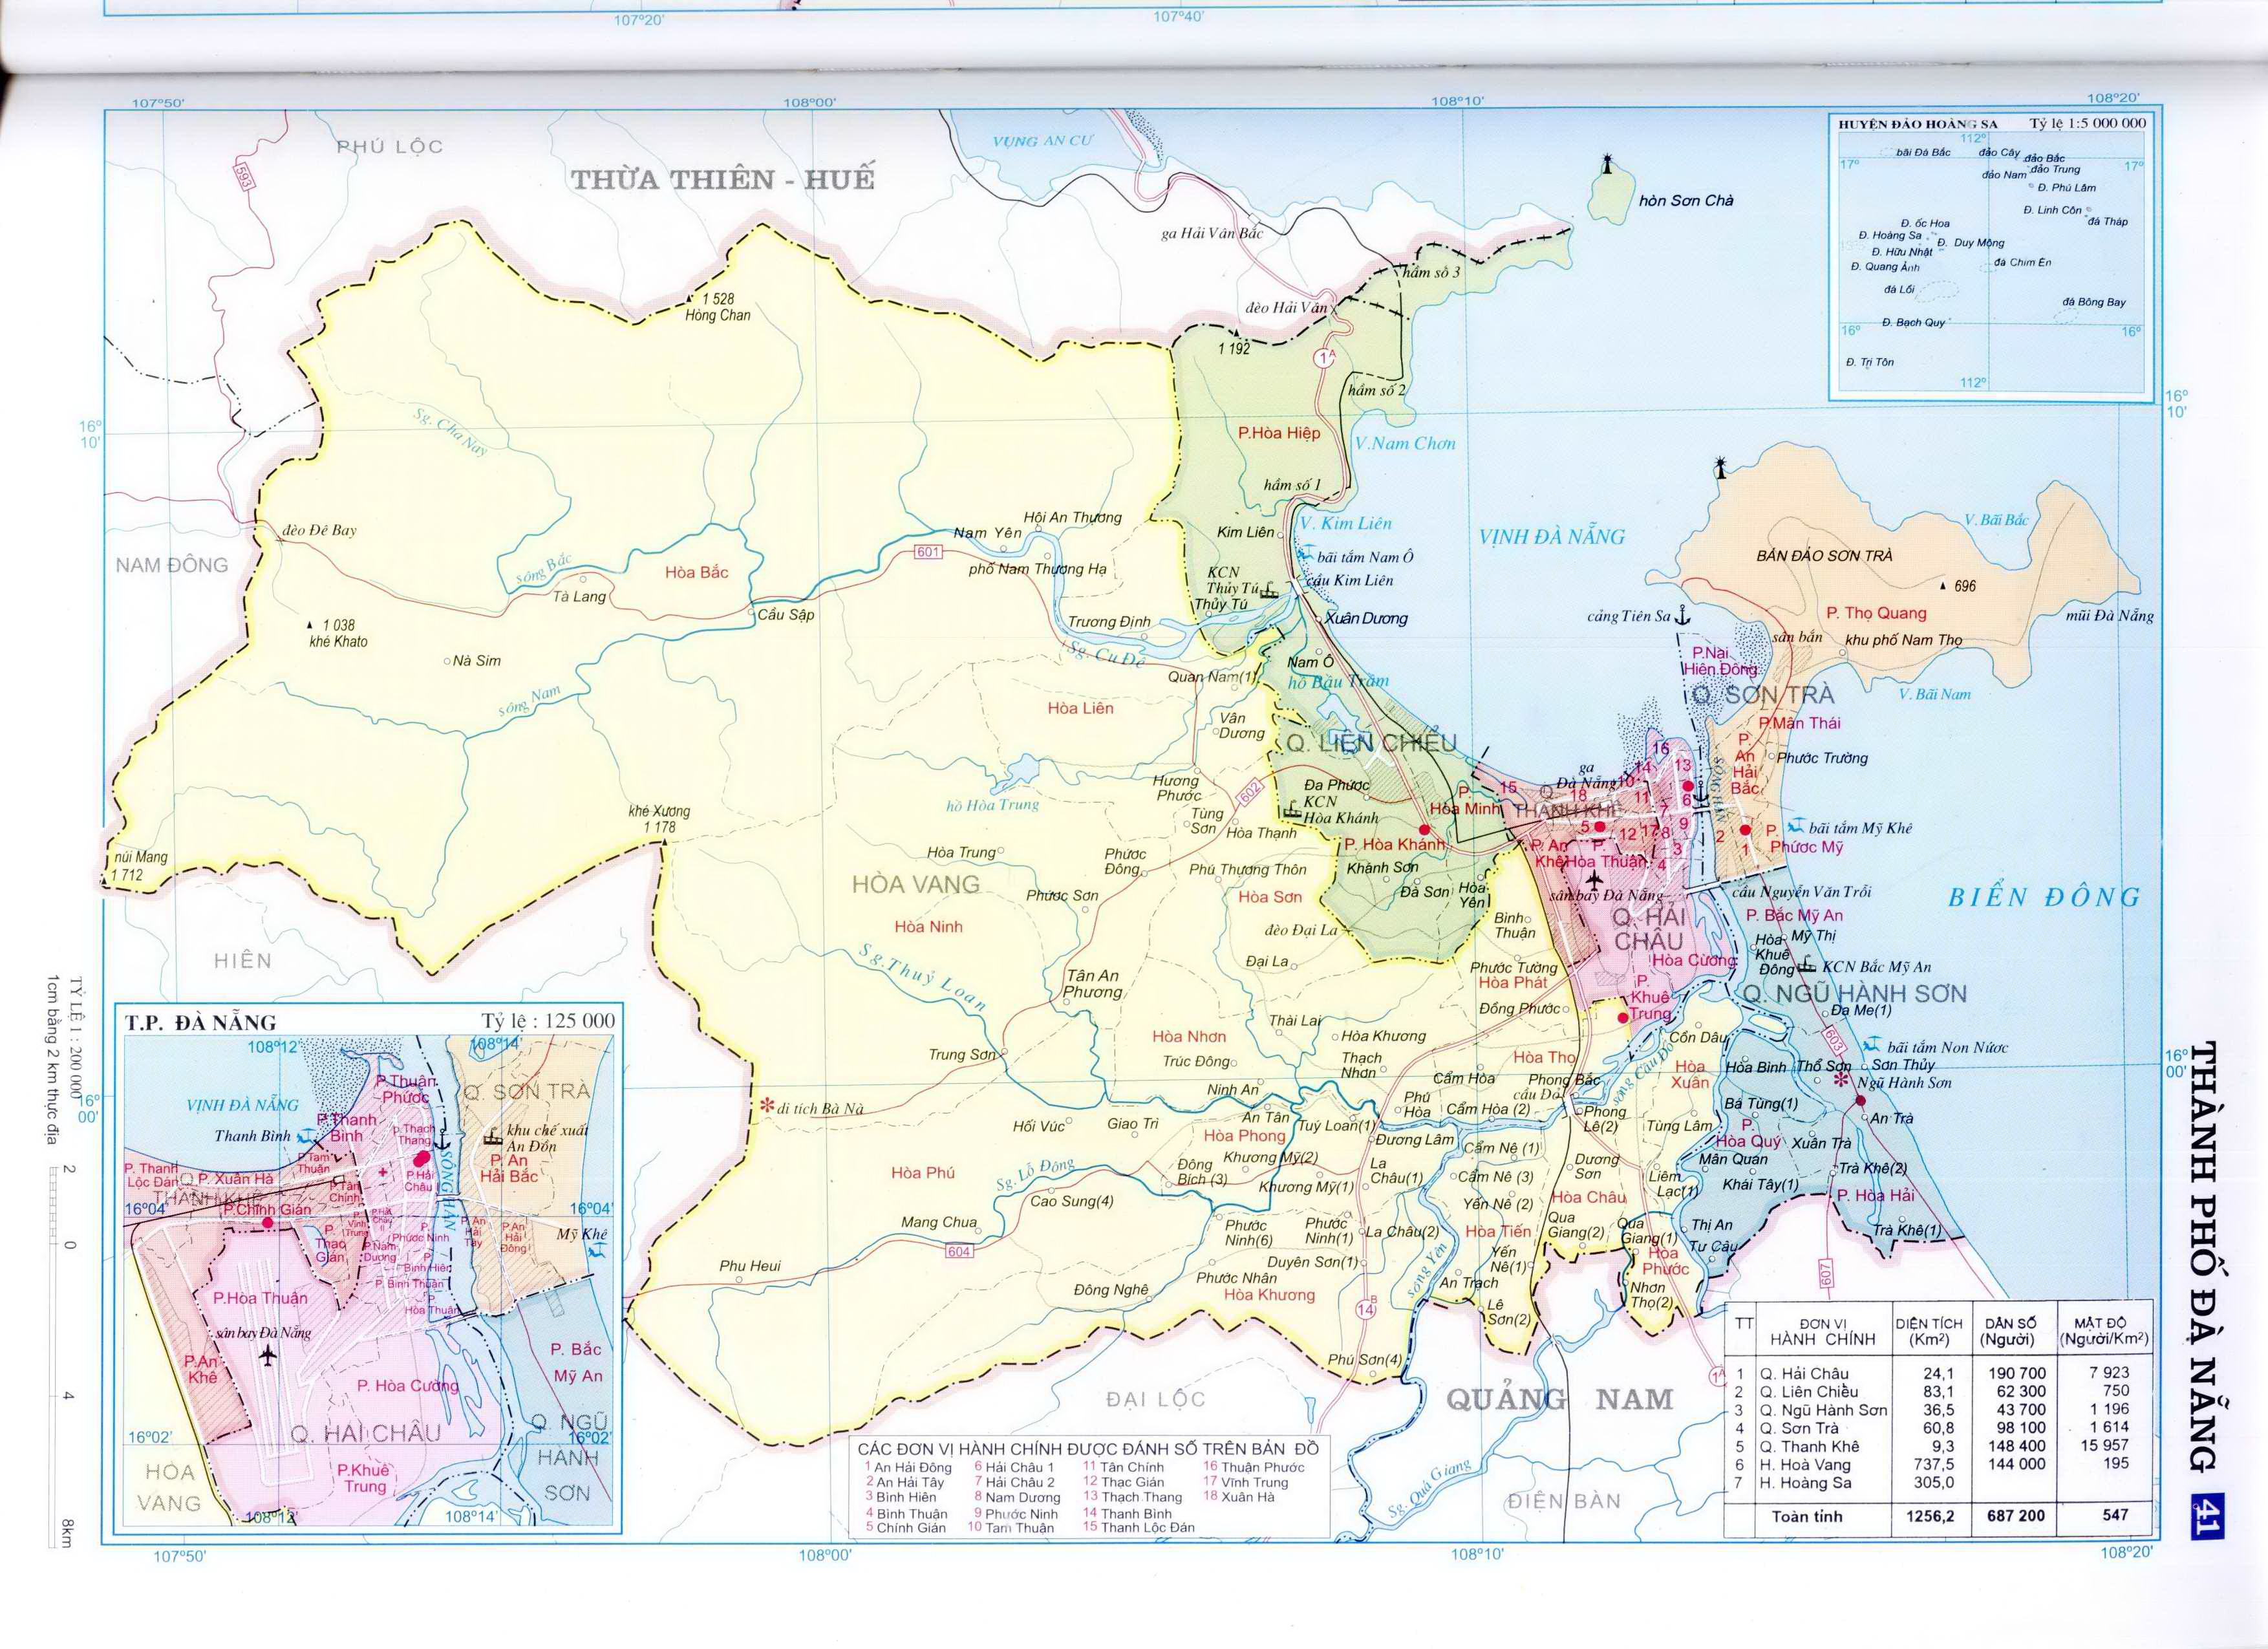 107°20'
107°40'
107°50'
108°00'
108°10'
108°20'
HUYỆN ĐẢO HOÀNG SA
Tỷ lệ 1:5 000 000
112°
17°
17°
bãi Đá Bắc
đảo Cây
đảo Bắc
đảo Trung
đảo Nam
Đ. Phú Lâm
Đ. Linh Côn
đá Tháp
Đ. ốc Hoa
Đ. Hoàng Sa
Đ. Duy Mộng
Đ. Hữu Nhật
Đ. Quang Ảnh
đá Chim Én
đá Lồi
đá Bông Bay
Đ. Bạch Quy
16°
16°
Đ. Tri Tôn
112°
PHÚ LỘC
593
THỪA THIÊN - HUẾ
VỤNG AN CƯ
hòn Sơn Chà
ga Hải Vân Bắc
hầm số 3
1 528
Hòng Chan
đèo Hải Vân
1 192
1A
hầm số 2
16°
10'
16°
10'
Sg. Cha Nay
P.Hòa Hiệp
V.Nam Chơn
hầm số 1
đèo Đê Bay
Nam Yên
Hội An Thượng
Kim Liên
V. Kim Liên
VỊNH ĐÀ NẴNG
V. Bãi Bắc
NAM ĐÔNG
601
phố Nam Thượng Hạ
bãi tắm Nam Ô
BÁN ĐẢO SƠN TRÀ
sông Bắc
Hòa Bắc
KCN
Thủy Tú
cầu Kim Liên
696
Tà Lang
Thủy Tú
Cầu Sập
Trương Định
Xuân Dương
cảng Tiên Sa
P. Thọ Quang
mũi Đà Nẵng
1 038
khé Khato
sân bắn
khu phố Nam Thọ
Nà Sim
Sg. Cu Đê
Nam Ô
P.Nại
Hiên Đông
Quan Nam(1)
hồ Bầu Tràm
sông Nam
Hòa Liên
Q. SƠN TRÀ
V. Bãi Nam
Vân
Dương
P.Mân Thái
Q. LIÊN CHIỂU
P.
An
Hải
Bắc
Phước Trường
SÔNG HÀN
Hương
Phước
602
Đa Phước
ga
Đà Nẵng
hồ Hòa Trung
KCN
Hòa Khánh
P.
Hòa Minh
Q.
THANH KHÊ
15
18
10
14
16
13
11
6
7
9
5
12
17
8
3
4
2
1
khé Xương
1 178
Tùng
Sơn
Hòa Thạnh
P.
Phước Mỹ
bãi tắm Mỹ Khê
núi Mang
1 712
Hòa Trung
Phước
Đông
P. Hòa Khánh
P. An
Khê
P.
Hòa Thuận
HÒA VANG
Phú Thượng Thôn
Khánh Sơn
Phước Sơn
Hòa Sơn
Đà Sơn
Hòa
Yên
sân bay Đà Nẵng
cầu Nguyễn Văn Trỗi
BIỂN ĐÔNG
Hòa Ninh
đèo Đại La
Bình
Thuận
Q. HẢI
CHÂU
P. Bắc Mỹ An
Mỹ Thị
Hòa
Khuê
Đông
HIÊN
Sg.Thuỷ Loan
Đại La
Phước Tường
Hòa Phát
Hòa Cường
KCN Bắc Mỹ An
Tân An
Phương
Q. NGŨ HÀNH SƠN
Đồng Phước
P.
Khuê
Trung
Đa Me(1)
Thài Lai
603
Hòa Nhơn
Hòa Khương
Cồn Dầu
bãi tắm Non Nước
Trung Sơn
Trúc Đông
Thạch
Nhơn
Hòa Thọ
sông Cầu Đỏ
Hòa
Xuân
Hòa Bình
Thổ Sơn
Sơn Thủy
Ngũ Hành Sơn
16°
00'
16°
00'
Ninh An
Cẩm Hòa
Phong Bắc
cầu Đỏ
di tích Bà Nà
Phú
Hòa
Cẩm Hòa (2)
Phong
Lệ(2)
Bá Tùng(1)
An Trà
Hối Vúc
Giao Trì
An Tân
Tuý Loan(1)
Tùng Lâm
P.
Hòa Quý
Xuân Trà
Hòa Phong
Dương Lâm
Cẩm Nê (1)
Khương Mỹ(2)
La
Châu(1)
Dương
Sơn
Mân Quan
Trà Khê(2)
Hòa Phú
Sg. Lỗ Đông
Đông
Bích (3)
Khương Mỹ(1)
Cẩm Nê (3)
Liêm
Lạc(1)
Khái Tây(1)
P. Hòa Hải
Cao Sung(4)
Yến Nê (2)
Hòa Châu
Mang Chua
Phước
Ninh(6)
Phước
Ninh(1)
La Châu(2)
Hòa Tiến
Qua
Giang(2)
Qua
Giang(1)
Thị An
Trà Khê(1)
604
Duyên Sơn(1)
Yến
Nê(1)
Hòa
Phước
Tư Câu
Phu Heui
Phước Nhân
sông Yên
An Trạch
Đông Nghê
Hòa Khương
Nhơn
Thọ(2)
607
14B
Lê
Sơn(2)
Phú Sơn(4)
1A
ĐẠI LỘC
QUẢNG NAM
Sg. Quá Giang
ĐIỆN BÀN
T.P. ĐÀ NẴNG
Tỷ lệ : 125 000
108°12'
108°14'
P.Thuận
Phước
Q. SƠN TRÀ
VỊNH ĐÀ NẴNG
P.Thanh
Bình
Thanh Bình
P.Thạch
Thang
khu chế xuất
An Đồn
P.Tam
Thuận
P. An
Hải Bắc
P. Thanh
Lộc Đán
Q.
THANH KHÊ
P. Xuân Hà
P.Hải
Châu I
SÔNG HÀN
P.Tân
Chính
16°04'
P.Chính Gián
16°04'
P.
Vĩnh
Trung
P.Hải
Châu
II
P.
Phước Ninh
P. An
Hải
Tây
P.An
Hải
Đông
Mỹ Khê
P.
Thạc
Gián
P.Nam
Dương
P.
Bình Hiên
P. Bình Thuận
P.Hòa Thuận
P.
Hòa Thuận
sân bay Đà Nẵng
P. Bắc
Mỹ An
P.An
Khê
P. Hòa Cường
Q. HẢI CHÂU
Q. NGŨ
HÀNH
SƠN
16°02'
16°02'
HÒA
VANG
P.Khuê
Trung
108°12'
108°14'
TỶ LỆ 1 : 200 000
1cm bằng 2 km thực địa
2
0
4
8km
CÁC ĐƠN VỊ HÀNH CHÍNH ĐƯỢC ĐÁNH SỐ TRÊN BẢN ĐỒ
1 An Hải Đông 6 Hải Châu 1 11 Tân Chính 16 Thuận Phước
2 An Hải Tây 7 Hải Châu 2 12 Thạc Gián 17 Vĩnh Trung
3 Bình Hiên 8 Nam Dương 13 Thạch Thang 18 Xuân Hà
4 Bình Thuận 9 Phước Ninh 14 Thanh Bình
5 Chính Gián 10 Tam Thuận 15 Thanh Lộc Đán
TT ĐƠN VỊ HÀNH CHÍNH DIỆN TÍCH (Km²) DÂN SỐ (Người) MẬT ĐỘ (Người/Km²)
1 Q. Hải Châu 24,1 190 700 7 923
2 Q. Liên Chiểu 83,1 62 300 750
3 Q. Ngũ Hành Sơn 36,5 43 700 1 196
4 Q. Sơn Trà 60,8 98 100 1 614
5 Q. Thanh Khê 9,3 148 400 15 957
6 H. Hoà Vang 737,5 144 000 195
7 H. Hoàng Sa 305,0
Toàn tỉnh 1256,2 687 200 547
THÀNH PHỐ ĐÀ NẴNG 41
107°50'
108°00'
108°10'
108°20'